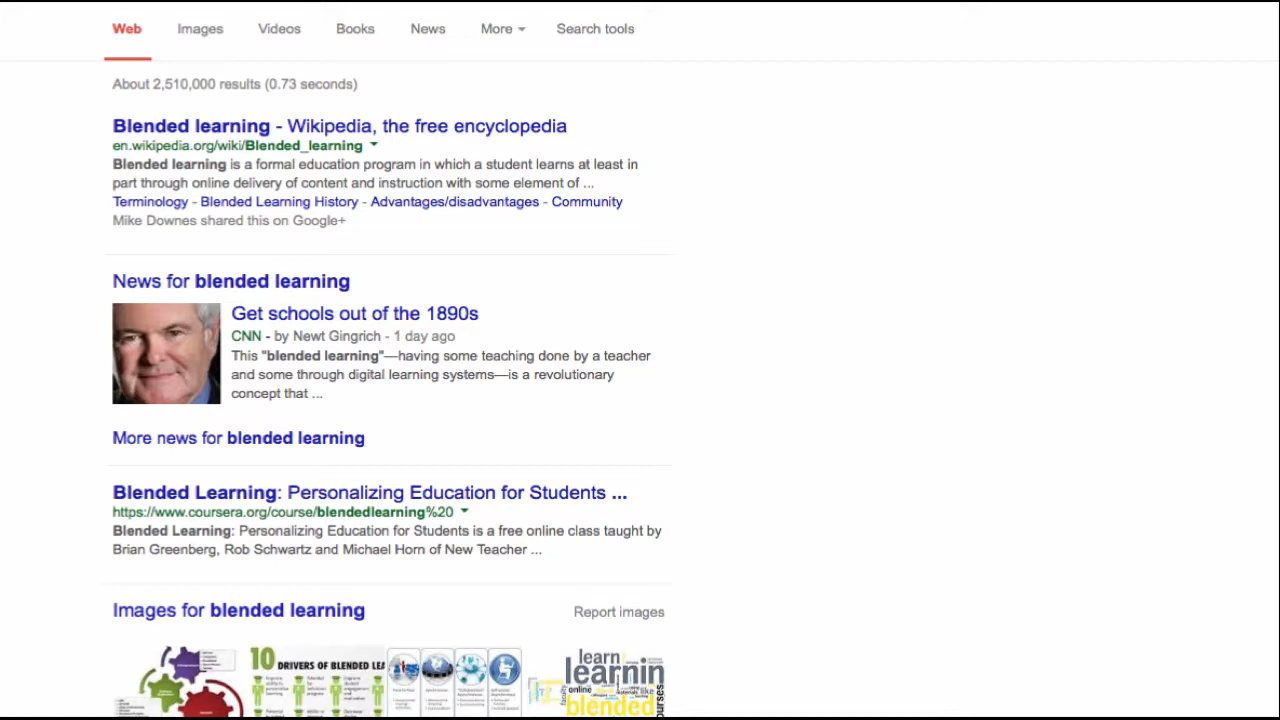 Web Images Videos Books News More Search tools
About 2,510,000 results (0.73 seconds)
Blended learning - Wikipedia, the free encyclopedia
en.wikipedia.org/wiki/Blended_learning
Blended learning is a formal education program in which a student learns at least in
part through online delivery of content and instruction with some element of ...
Terminology - Blended Learning History - Advantages/disadvantages - Community
Mike Downes shared this on Google+
News for blended learning
Get schools out of the 1890s
CNN - by Newt Gingrich - 1 day ago
This "blended learning"—having some teaching done by a teacher
and some through digital learning systems—is a revolutionary
concept that ...
More news for blended learning
Blended Learning: Personalizing Education for Students ...
https://www.coursera.org/course/blendedlearning%20
Blended Learning: Personalizing Education for Students is a free online class taught by
Brian Greenberg, Rob Schwartz and Michael Horn of New Teacher ...
Images for blended learning Report images
10 DRIVERS OF BLENDED LEA
learn
learnin
online
blended